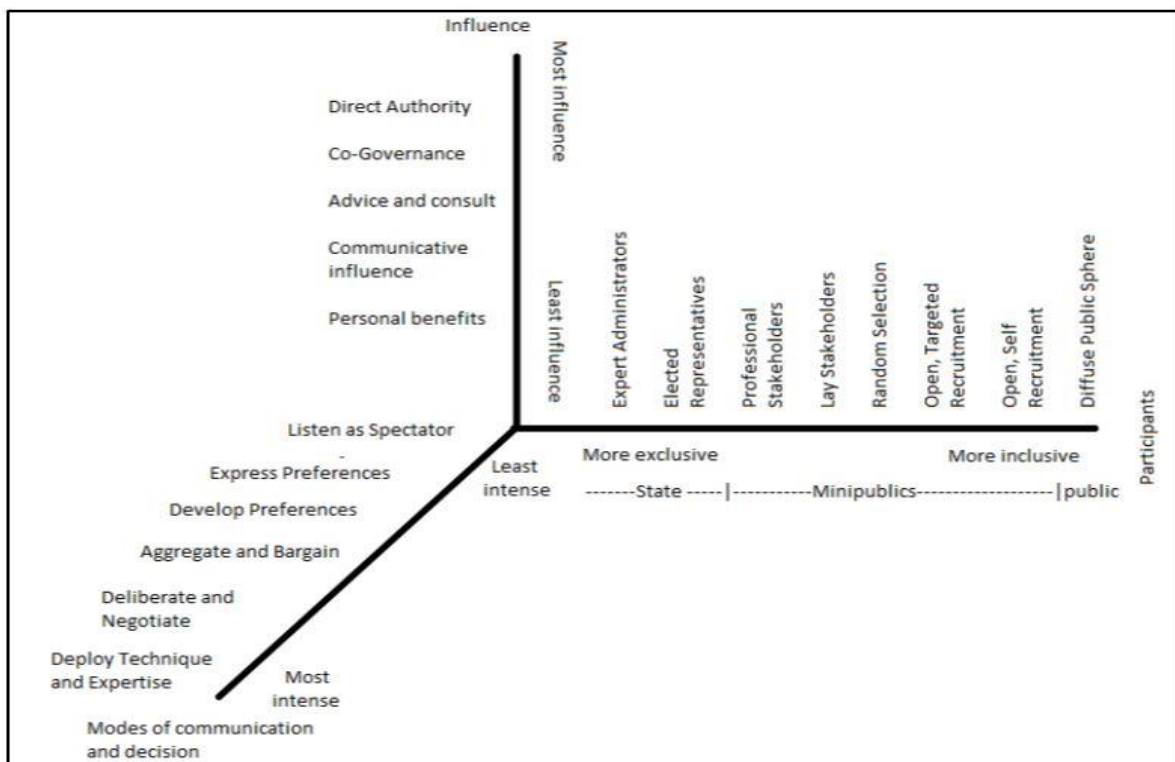 Influence
Most influence
Direct Authority
Co-Governance
Advice and consult
Communicative
influence
Personal benefits
Least influence
Expert Administrators
Elected
Representatives
Professional
Stakeholders
Lay Stakeholders
Random Selection
Open, Targeted
Recruitment
Open, Self
Recruitment
Diffuse Public Sphere
Participants
Listen as Spectator
-
Express Preferences
Develop Preferences
Aggregate and Bargain
Deliberate and
Negotiate
Deploy Technique
and Expertise
Least
intense
More exclusive
More inclusive
-------State -----|-----------Minipublics-------------------|public
Most
intense
Modes of communication
and decision